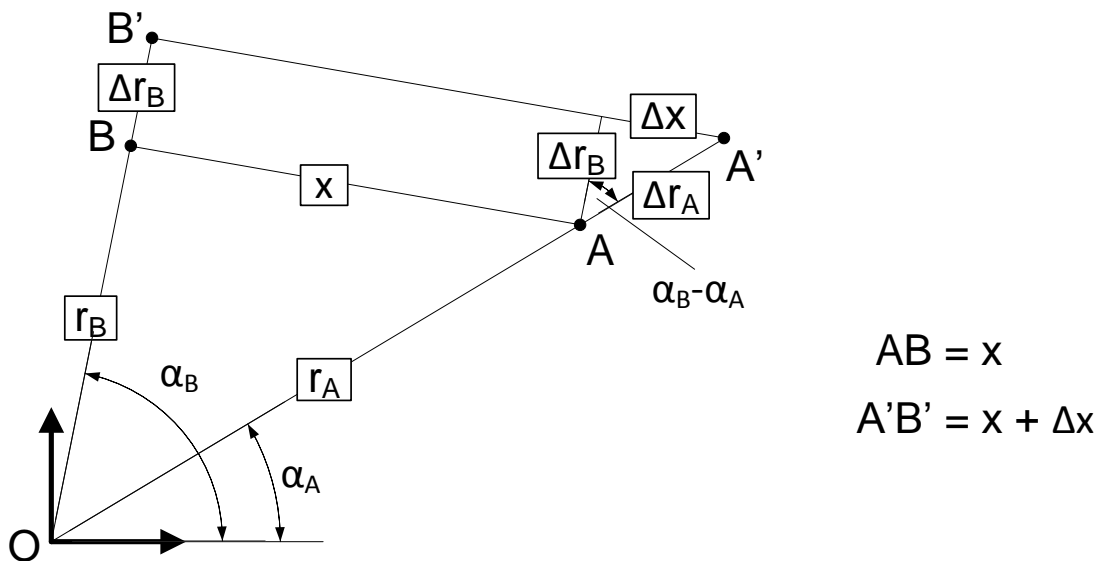 B’
Δr_B
Δx
B
Δr_B
A’
x
Δr_A
A
α_B-α_A
r_B
AB = x
α_B
r_A
A’B’ = x + Δx
α_A
O